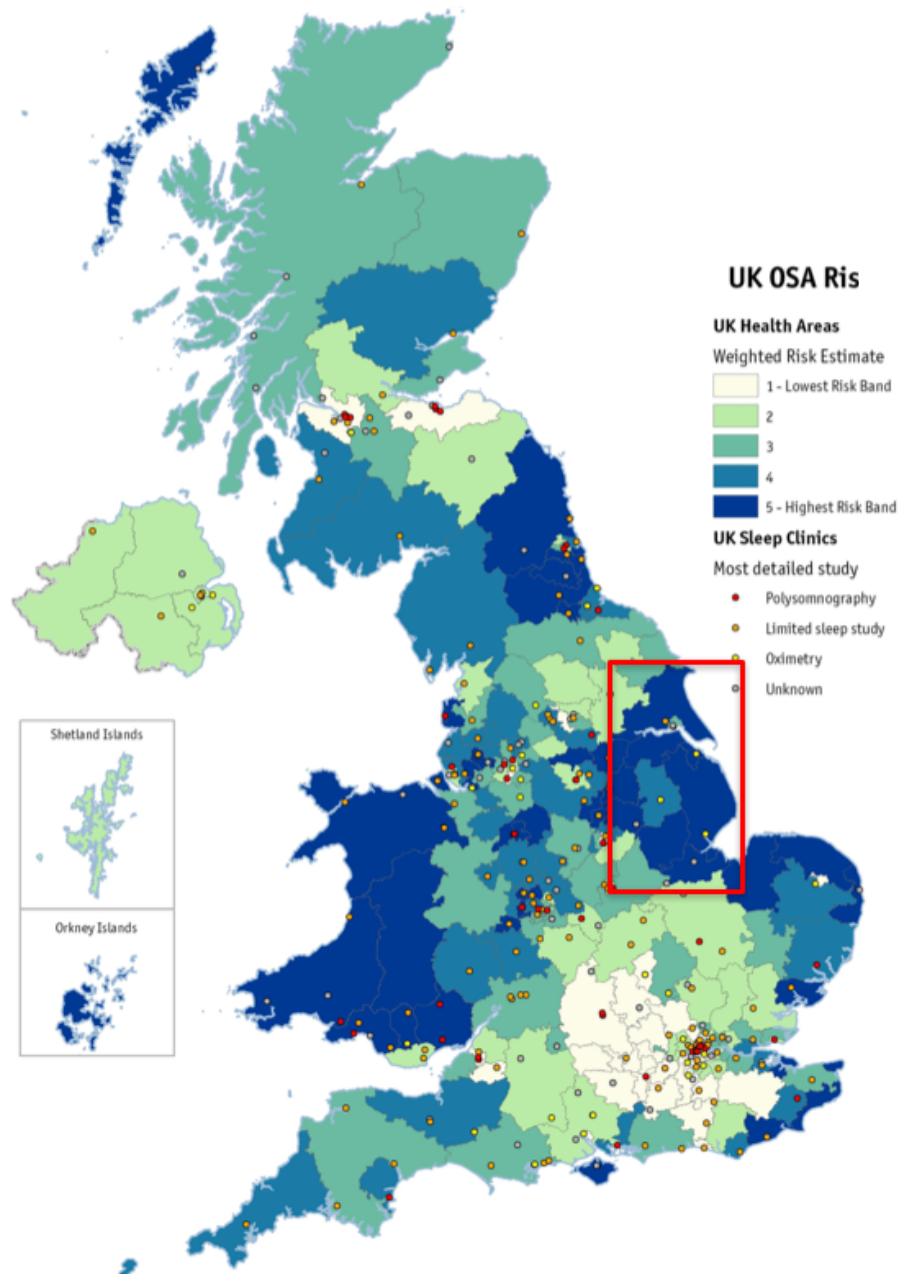 UK OSA Ris
UK Health Areas
Weighted Risk Estimate
1 - Lowest Risk Band
2
3
4
5 - Highest Risk Band
UK Sleep Clinics
Most detailed study
Polysomnography
Limited sleep study
Oximetry
Unknown
Shetland Islands
Orkney Islands